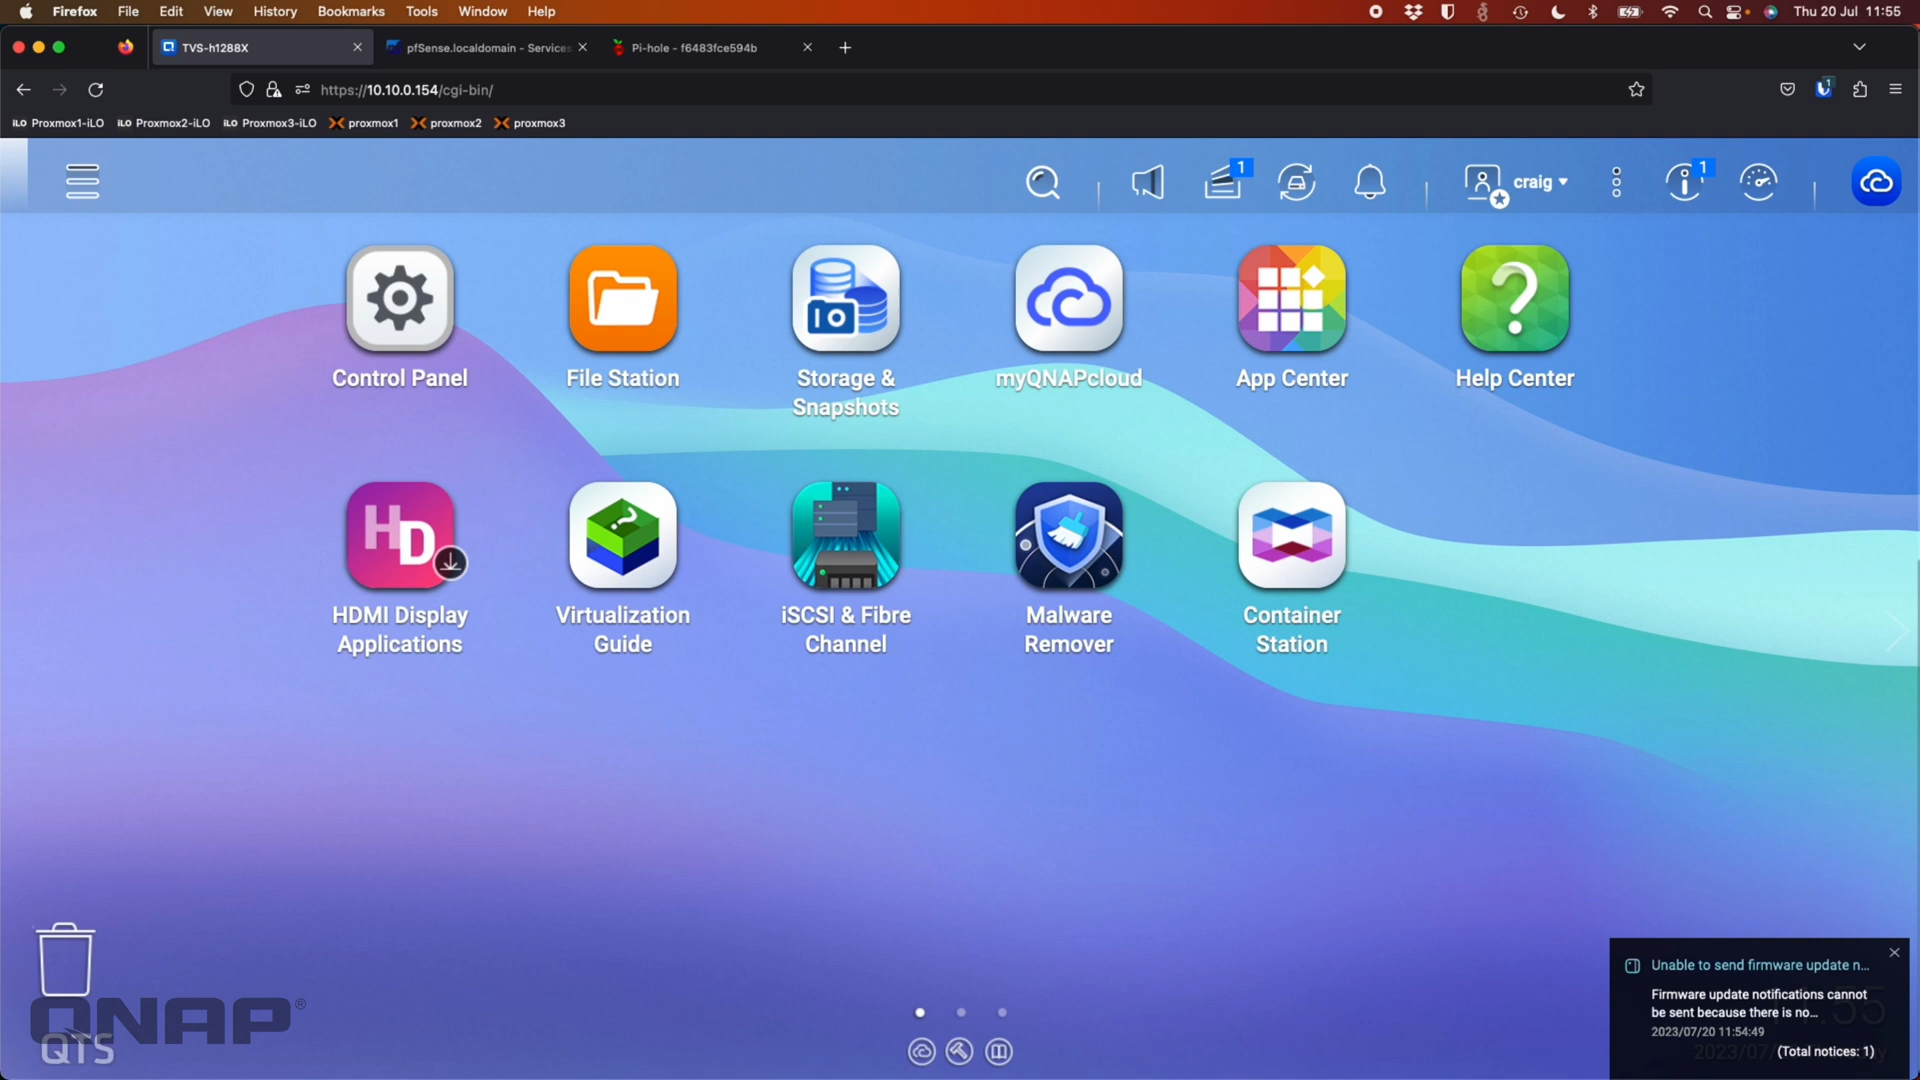 Firefox File Edit View History Bookmarks Tools Window Help Thu 20 Jul 11:55
TVS-h1288X pfSense.localdomain - Services Pi-hole - f6483fce594b
https://10.10.0.154/cgi-bin/
iLO Proxmox1-iLO iLO Proxmox2-iLO iLO Proxmox3-iLO proxmox1 proxmox2 proxmox3
1 craig 1
Control Panel
File Station
Storage &
Snapshots
myQNAPcloud
App Center
Help Center
HD
HDMI Display
Applications
Virtualization
Guide
iSCSI & Fibre
Channel
Malware
Remover
Container
Station
QNAP®
QTS
Unable to send firmware update n...
Firmware update notifications cannot
be sent because there is no...
2023/07/20 11:54:49
(Total notices: 1)